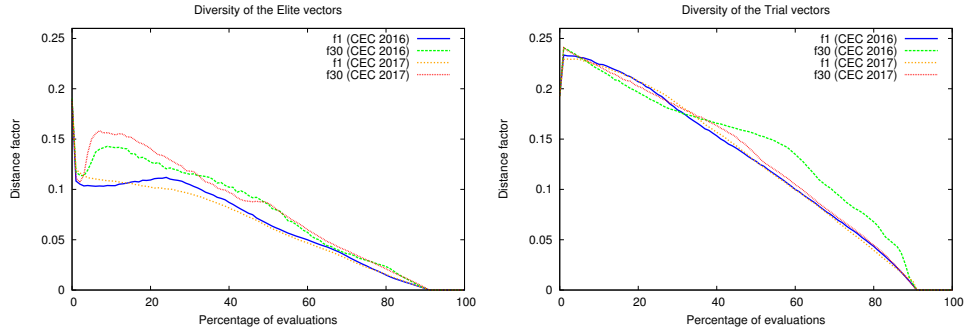 Diversity of the Elite vectors
0.25
0.2
0.15
0.1
0.05
0
Distance factor
0
20
40
60
80
100
Percentage of evaluations
f1 (CEC 2016)
f30 (CEC 2016)
f1 (CEC 2017)
f30 (CEC 2017)
Diversity of the Trial vectors
0.25
0.2
0.15
0.1
0.05
0
Distance factor
0
20
40
60
80
100
Percentage of evaluations
f1 (CEC 2016)
f30 (CEC 2016)
f1 (CEC 2017)
f30 (CEC 2017)